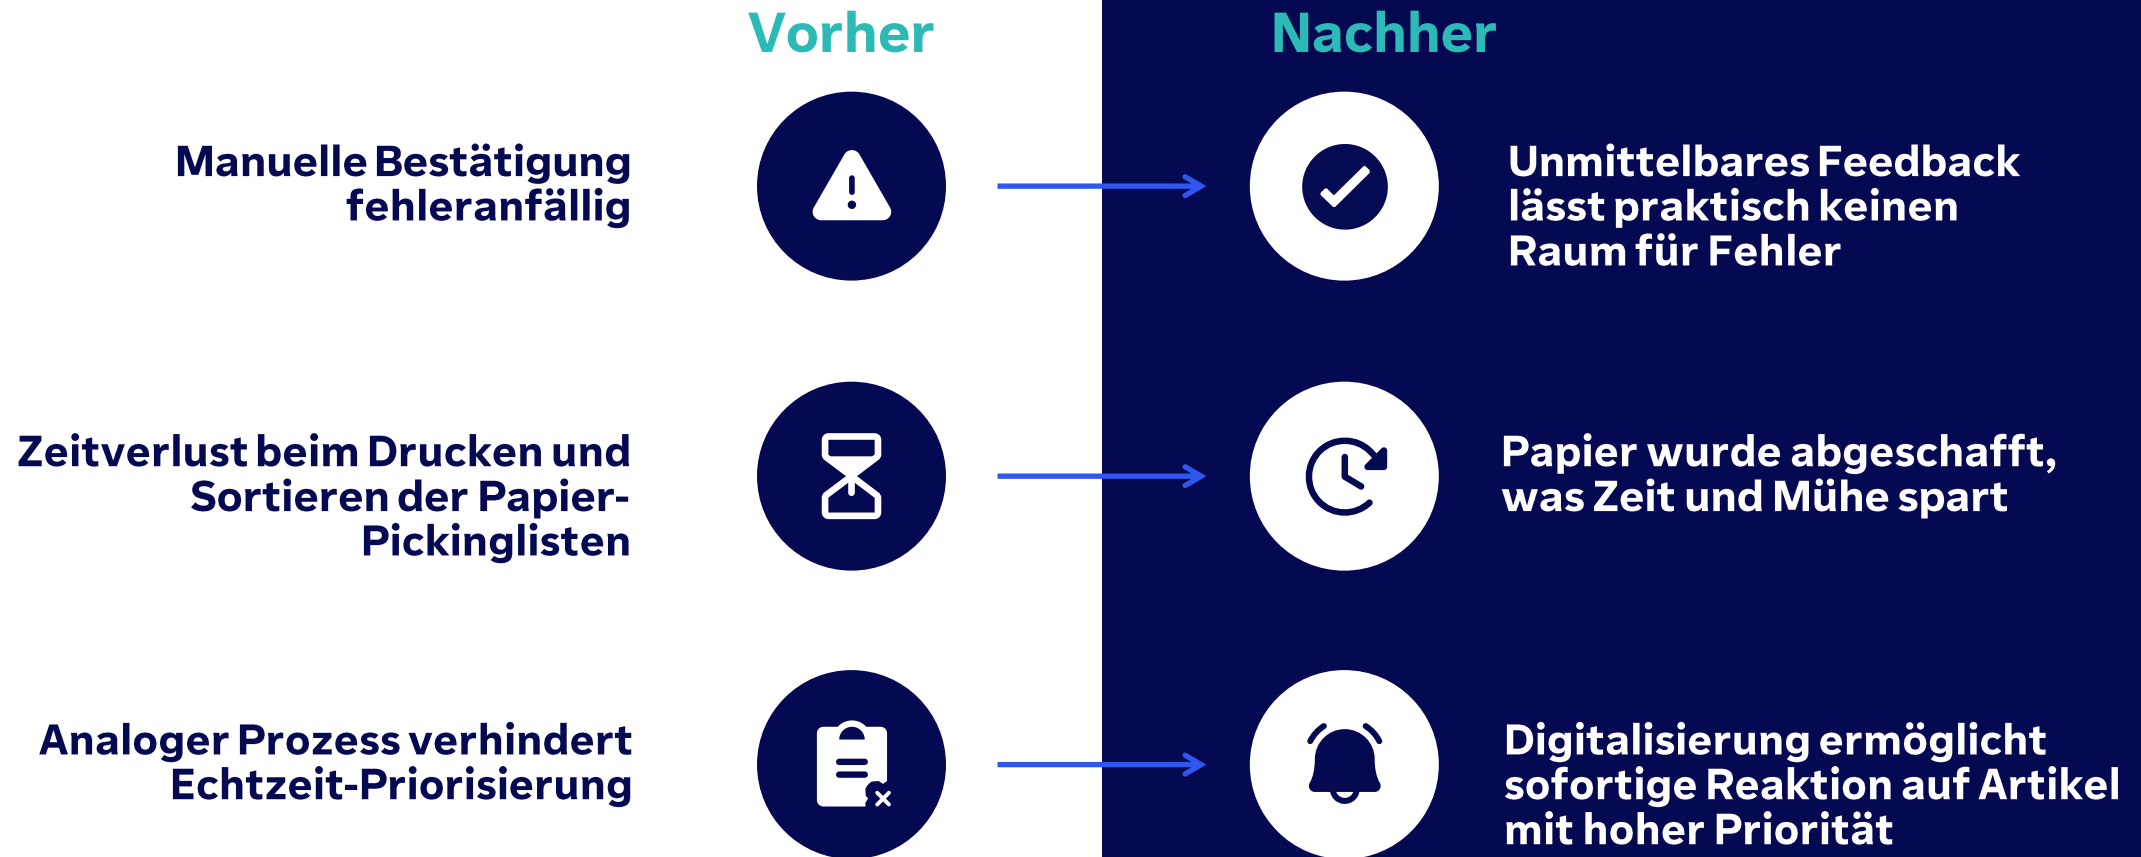 Vorher
Nachher
Manuelle Bestätigung
fehleranfällig
Unmittelbares Feedback
lässt praktisch keinen
Raum für Fehler
Zeitverlust beim Drucken und
Sortieren der Papier-
Pickinglisten
Papier wurde abgeschafft,
was Zeit und Mühe spart
Analoger Prozess verhindert
Echtzeit-Priorisierung
Digitalisierung ermöglicht
sofortige Reaktion auf Artikel
mit hoher Priorität